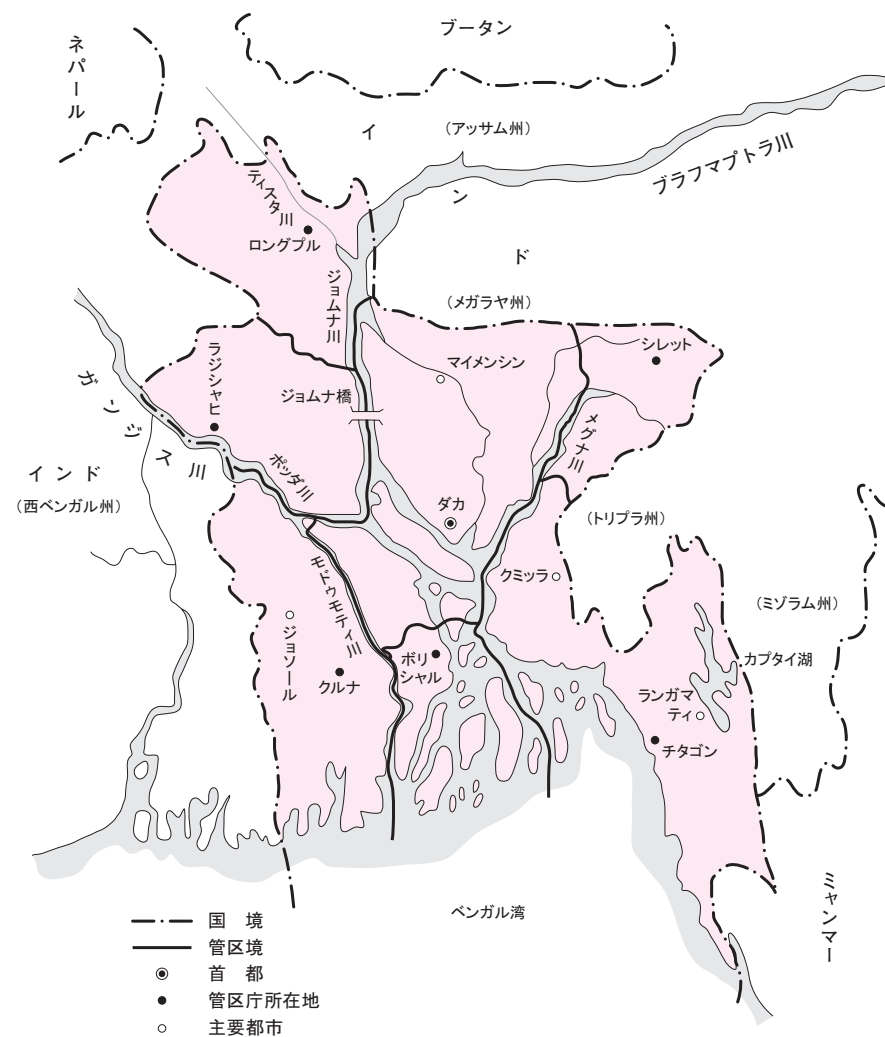 ブータン
ネパール
イ
ン
ド
(アッサム州)
ブラフマプトラ川
ティスタ川
ロングプル
ジョムナ川
(メガラヤ州)
シレット
マイメンシン
ラジシャヒ
ジョムナ橋
メグナ川
ガンジス川
ポッダ川
インド
(西ベンガル州)
ダカ
(トリプラ州)
クミッラ
モドゥモティ川
(ミゾラム州)
ジョソール
ボリ
シャル
カプタイ湖
クルナ
ランガマ
ティ
チタゴン
ミャンマー
ベンガル湾
国 境
管区境
首 都
管区庁所在地
主要都市